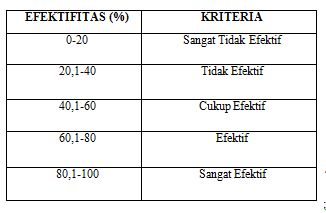 EFEKTIFITAS (%) KRITERIA
0-20 Sangat Tidak Efektif
20,1-40 Tidak Efektif
40,1-60 Cukup Efektif
60,1-80 Efektif
80,1-100 Sangat Efektif